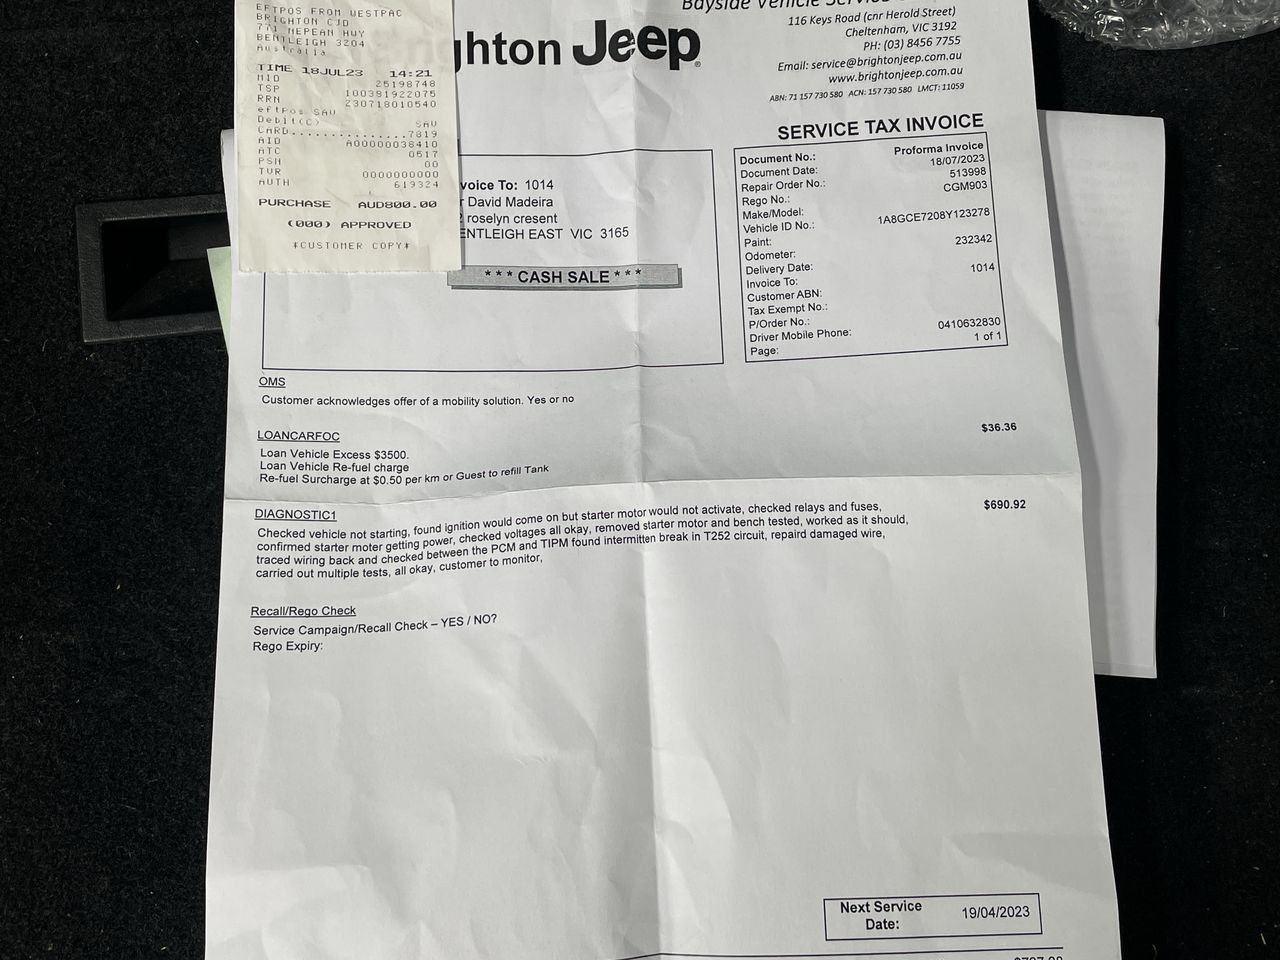 EFTPOS FROM WESTPAC
BRIGHTON CJD
771 NEPEAN HWY
BENTLEIGH 3204
Australia
TIME 18JUL23 14:21
MID 25198748
TSP 100381922075
RRN 230718010540
eftPos SAV
Debit(C) SAV
CARD..............7819
AID A00000038410
ATC 0517
PSN 00
TVR 0000000000
AUTH 619324
PURCHASE AUD800.00
(000) APPROVED
*CUSTOMER COPY*
Bayside Vehicle
ghton Jeep
116 Keys Road (cnr Herold Street)
Cheltenham, VIC 3192
PH: (03) 8456 7755
Email: service@brightonjeep.com.au
www.brightonjeep.com.au
ABN: 71 157 730 580 ACN: 157 730 580 LMCT: 11059
SERVICE TAX INVOICE
voice To: 1014
r David Madeira
2 roselyn cresent
ENTLEIGH EAST VIC 3165
*** CASH SALE ***
Document No.: Proforma Invoice
Document Date: 18/07/2023
Repair Order No.: 513998
Rego No.: CGM903
Make/Model:
Vehicle ID No.: 1A8GCE7208Y123278
Paint:
Odometer: 232342
Delivery Date:
Invoice To: 1014
Customer ABN:
Tax Exempt No.:
P/Order No.:
Driver Mobile Phone: 0410632830
Page: 1 of 1
OMS
Customer acknowledges offer of a mobility solution. Yes or no
LOANCARFOC $36.36
Loan Vehicle Excess $3500.
Loan Vehicle Re-fuel charge
Re-fuel Surcharge at $0.50 per km or Guest to refill Tank
DIAGNOSTIC1 $690.92
Checked vehicle not starting, found ignition would come on but starter motor would not activate, checked relays and fuses,
confirmed starter moter getting power, checked voltages all okay, removed starter motor and bench tested, worked as it should,
traced wiring back and checked between the PCM and TIPM found intermitten break in T252 circuit, repaird damaged wire,
carried out multiple tests, all okay, customer to monitor,
Recall/Rego Check
Service Campaign/Recall Check – YES / NO?
Rego Expiry:
Next Service
Date: 19/04/2023